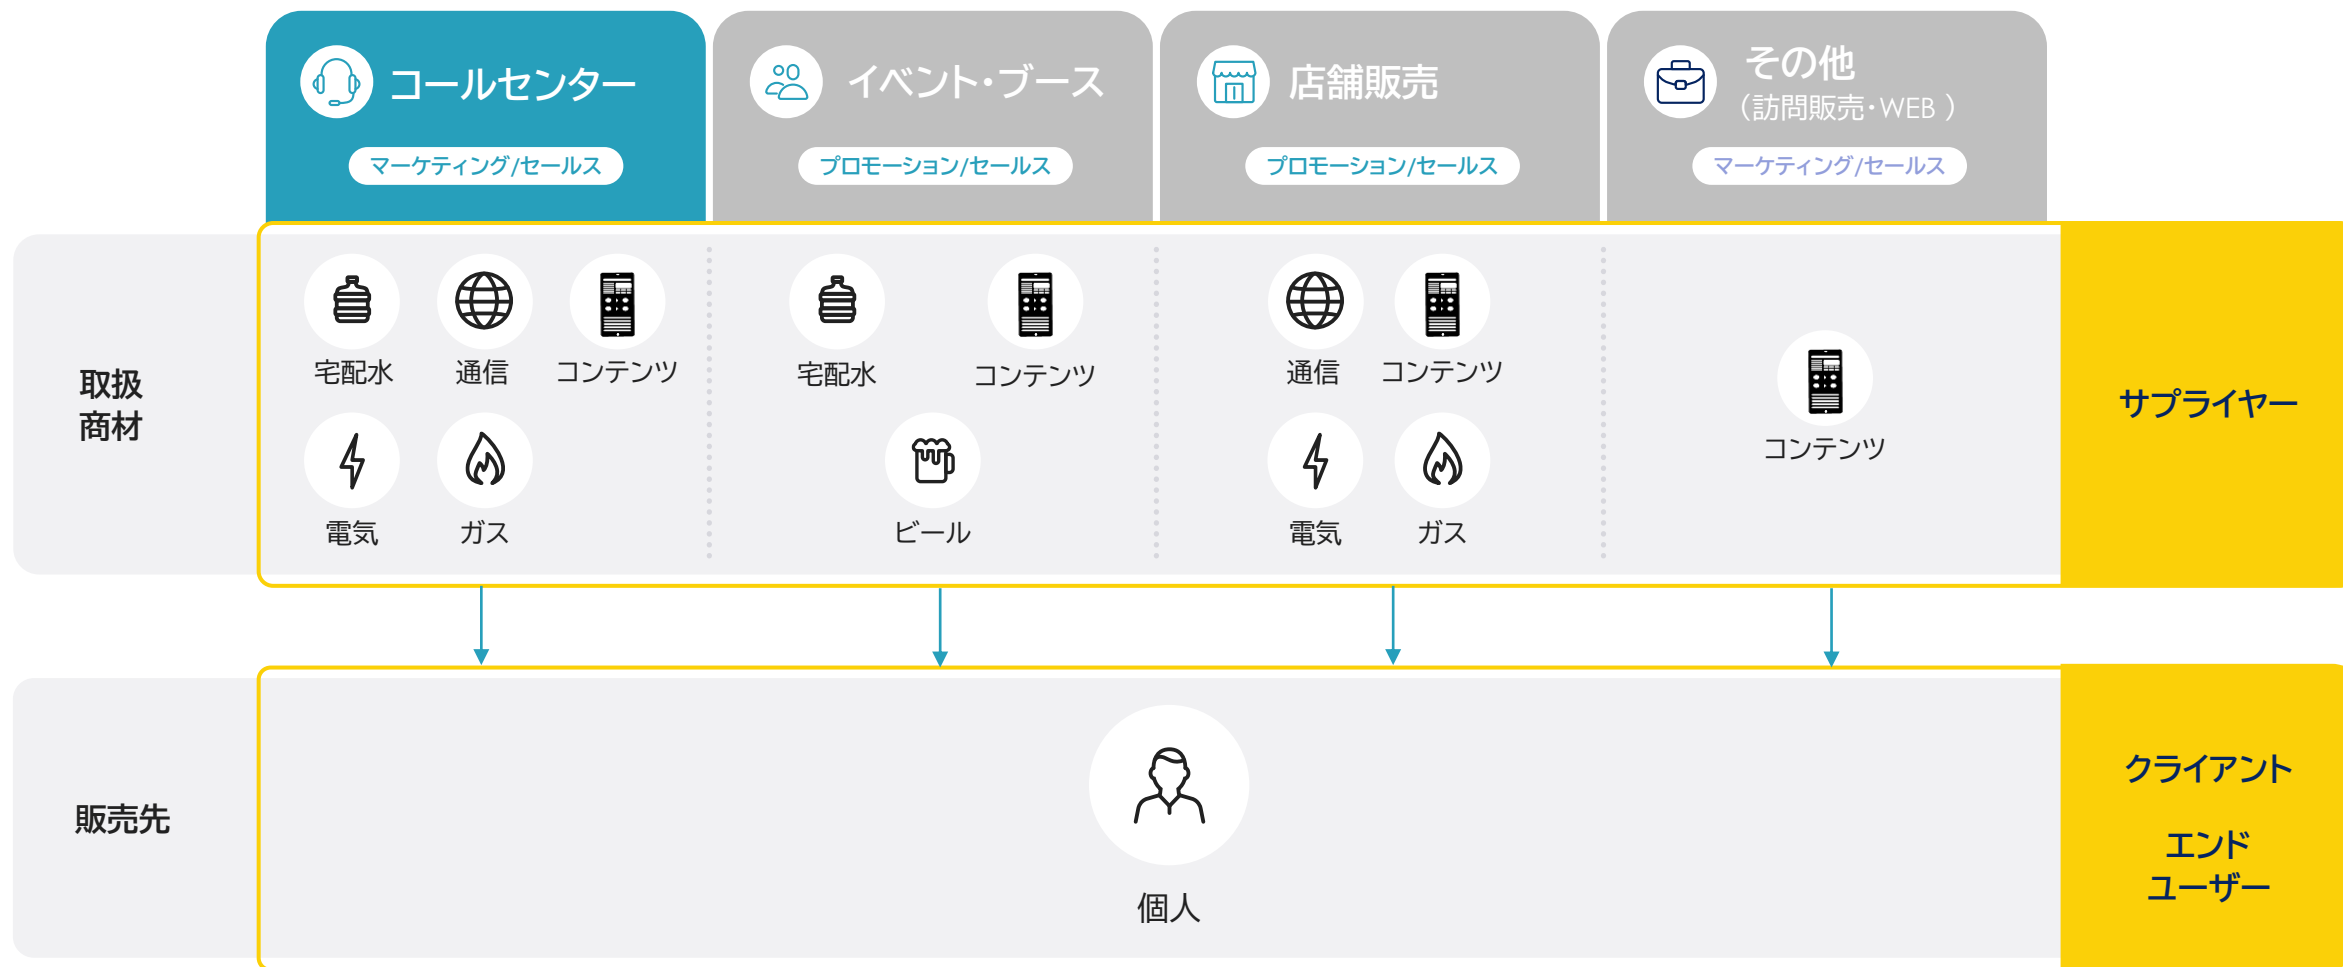 コールセンター
マーケティング/セールス
イベント・ブース
プロモーション/セールス
店舗販売
プロモーション/セールス
その他
（訪問販売・WEB ）
マーケティング/セールス
取扱
商材
宅配水
通信
コンテンツ
電気
ガス
宅配水
コンテンツ
ビール
通信
コンテンツ
電気
ガス
コンテンツ
サプライヤー
販売先
個人
クライアント
エンド
ユーザー